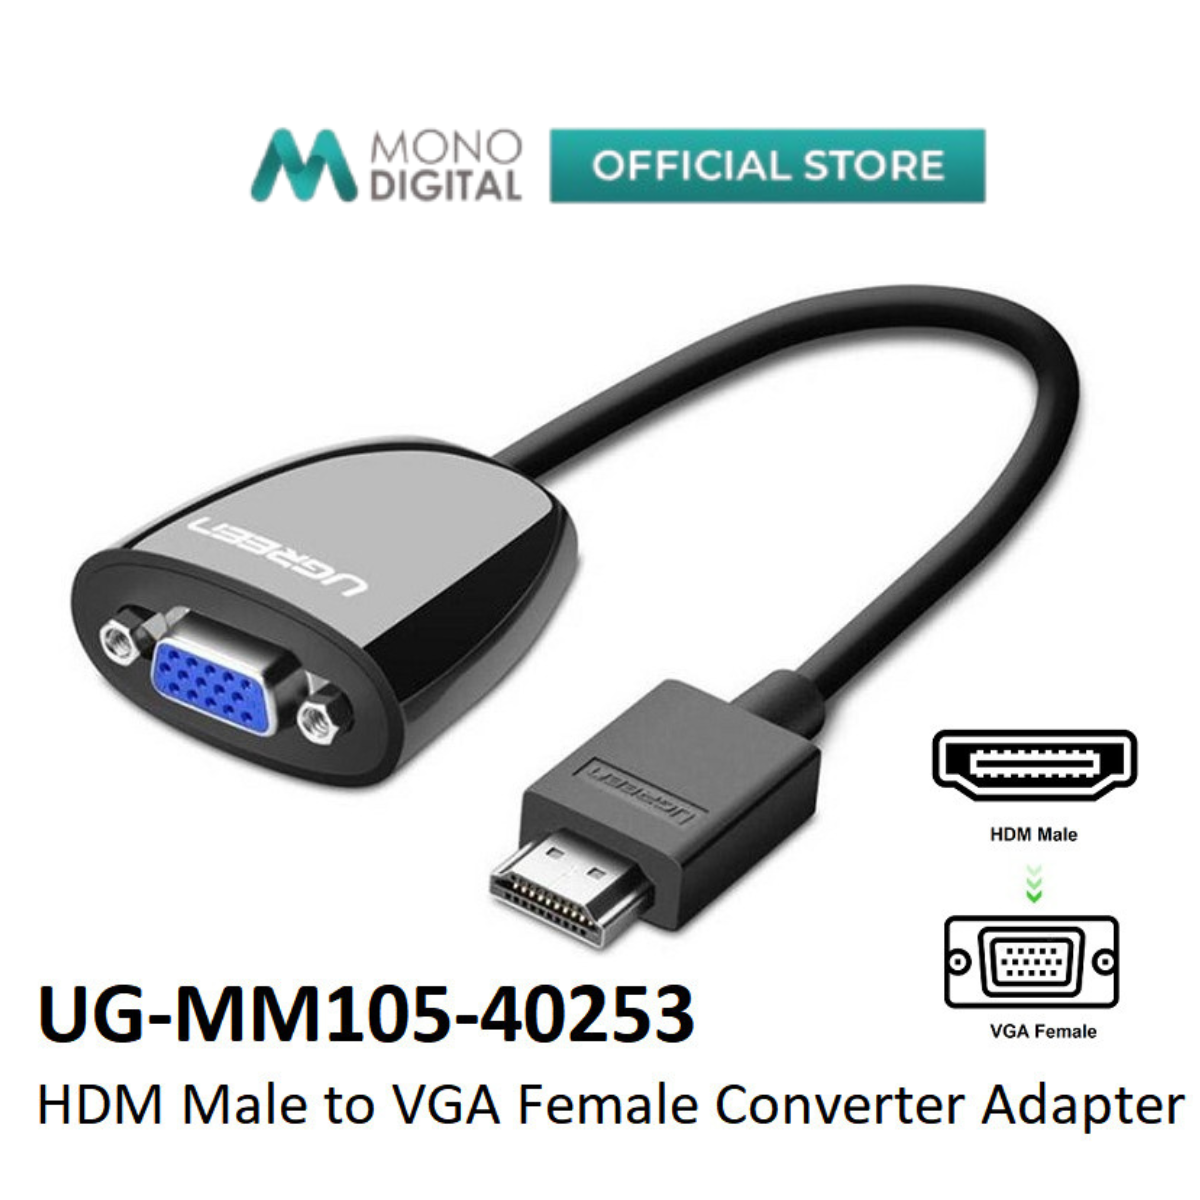 MONO
DIGITAL
OFFICIAL STORE
UGREEN
UGREEN
HDM Male
VGA Female
UG-MM105-40253
HDM Male to VGA Female Converter Adapter